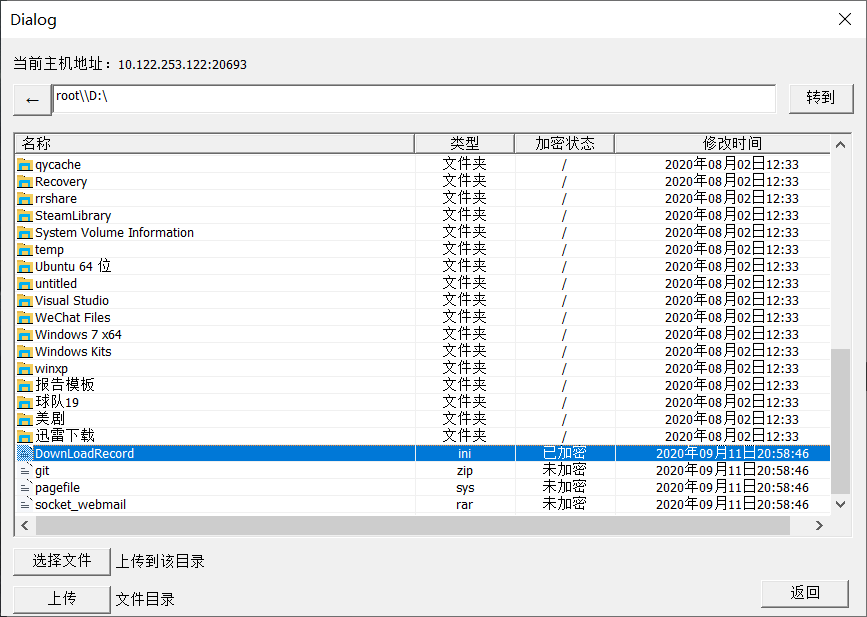 Dialog
当前主机地址：10.122.253.122:20693
← root\\D:\ 转到
名称 类型 加密状态 修改时间
qycache 文件夹 / 2020年08月02日12:33
Recovery 文件夹 / 2020年08月02日12:33
rrshare 文件夹 / 2020年08月02日12:33
SteamLibrary 文件夹 / 2020年08月02日12:33
System Volume Information 文件夹 / 2020年08月02日12:33
temp 文件夹 / 2020年08月02日12:33
Ubuntu 64 位 文件夹 / 2020年08月02日12:33
untitled 文件夹 / 2020年08月02日12:33
Visual Studio 文件夹 / 2020年08月02日12:33
WeChat Files 文件夹 / 2020年08月02日12:33
Windows 7 x64 文件夹 / 2020年08月02日12:33
Windows Kits 文件夹 / 2020年08月02日12:33
winxp 文件夹 / 2020年08月02日12:33
报告模板 文件夹 / 2020年08月02日12:33
球队19 文件夹 / 2020年08月02日12:33
美剧 文件夹 / 2020年08月02日12:33
迅雷下载 文件夹 / 2020年08月02日12:33
DownLoadRecord ini 已加密 2020年09月11日20:58:46
git zip 未加密 2020年09月11日20:58:46
pagefile sys 未加密 2020年09月11日20:58:46
socket_webmail rar 未加密 2020年09月11日20:58:46
选择文件 上传到该目录
上传 文件目录 返回